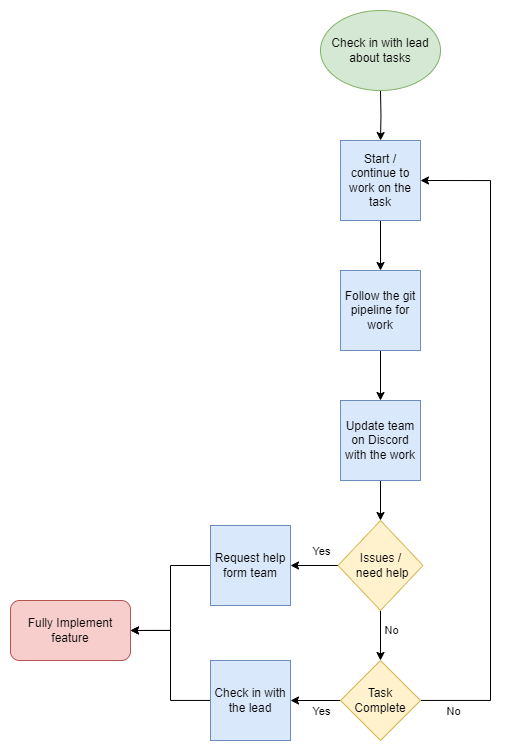 Check in with lead
about tasks
Start /
continue to
work on the
task
Follow the git
pipeline for
work
Update team
on Discord
with the work
Issues /
need help
Yes
Request help
form team
No
Fully Implement
feature
Task
Complete
Yes
No
Check in with
the lead